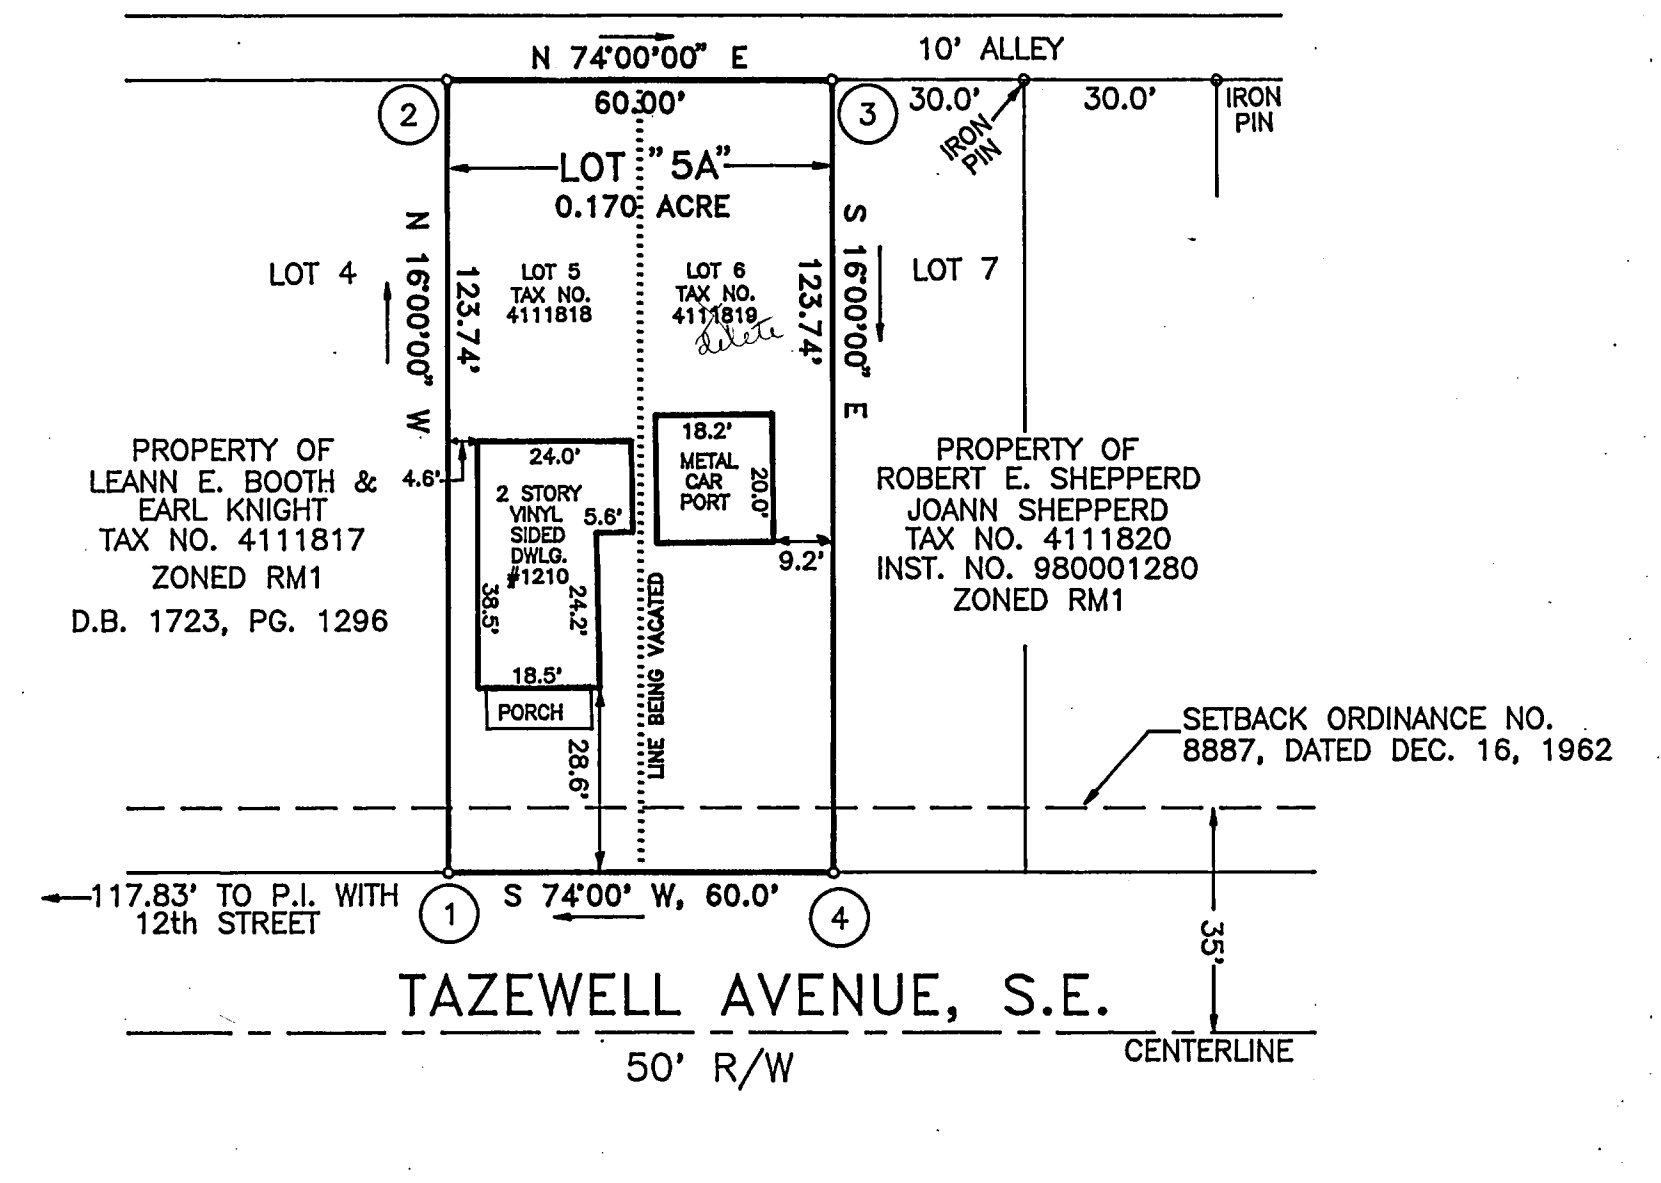 N 74°00'00" E
10' ALLEY
2
60.00'
3
30.0'
30.0'
IRON
PIN
IRON
PIN
LOT "5A"
0.170 ACRE
N 16°00'00" W
123.74'
123.74'
S 16°00'00" E
LOT 4
LOT 5
TAX NO.
4111818
LOT 6
TAX NO.
4111819
delete
LOT 7
PROPERTY OF
LEANN E. BOOTH &
EARL KNIGHT
TAX NO. 4111817
ZONED RM1
D.B. 1723, PG. 1296
4.6'
24.0'
2 STORY
VINYL
SIDED
DWLG.
#1210
5.6'
38.5'
24.2'
18.5'
PORCH
28.6'
LINE BEING VACATED
18.2'
METAL
CAR
PORT
20.0'
9.2'
PROPERTY OF
ROBERT E. SHEPPERD
JOANN SHEPPERD
TAX NO. 4111820
INST. NO. 980001280
ZONED RM1
SETBACK ORDINANCE NO.
8887, DATED DEC. 16, 1962
117.83' TO P.I. WITH
12th STREET
1
S 74°00' W, 60.0'
4
35'
TAZEWELL AVENUE, S.E.
50' R/W
CENTERLINE